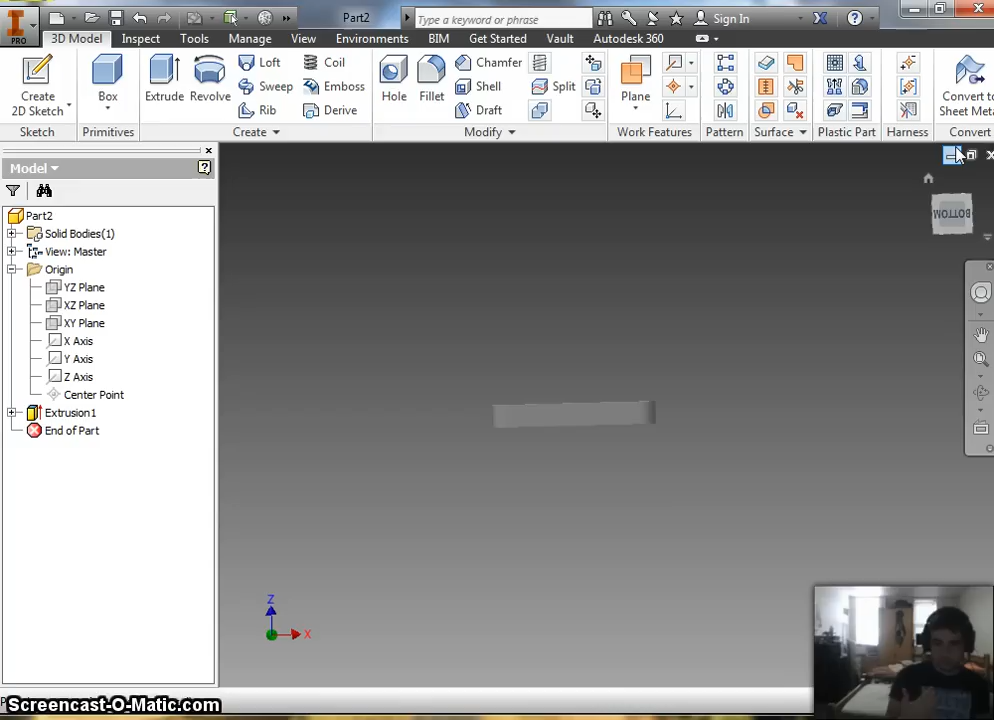 Part2
Type a keyword or phrase
Sign In
PRO
3D Model Inspect Tools Manage View Environments BIM Get Started Vault Autodesk 360
Create 2D Sketch
Box
Extrude
Revolve
Loft
Sweep
Rib
Coil
Emboss
Derive
Hole
Fillet
Chamfer
Shell
Draft
Split
Plane
Convert to
Sheet Meta
Sketch Primitives Create Modify Work Features Pattern Surface Plastic Part Harness Convert
Model
Part2
Solid Bodies(1)
View: Master
Origin
YZ Plane
XZ Plane
XY Plane
X Axis
Y Axis
Z Axis
Center Point
Extrusion1
End of Part
BOTTOM
Z
X
Screencast-O-Matic.com